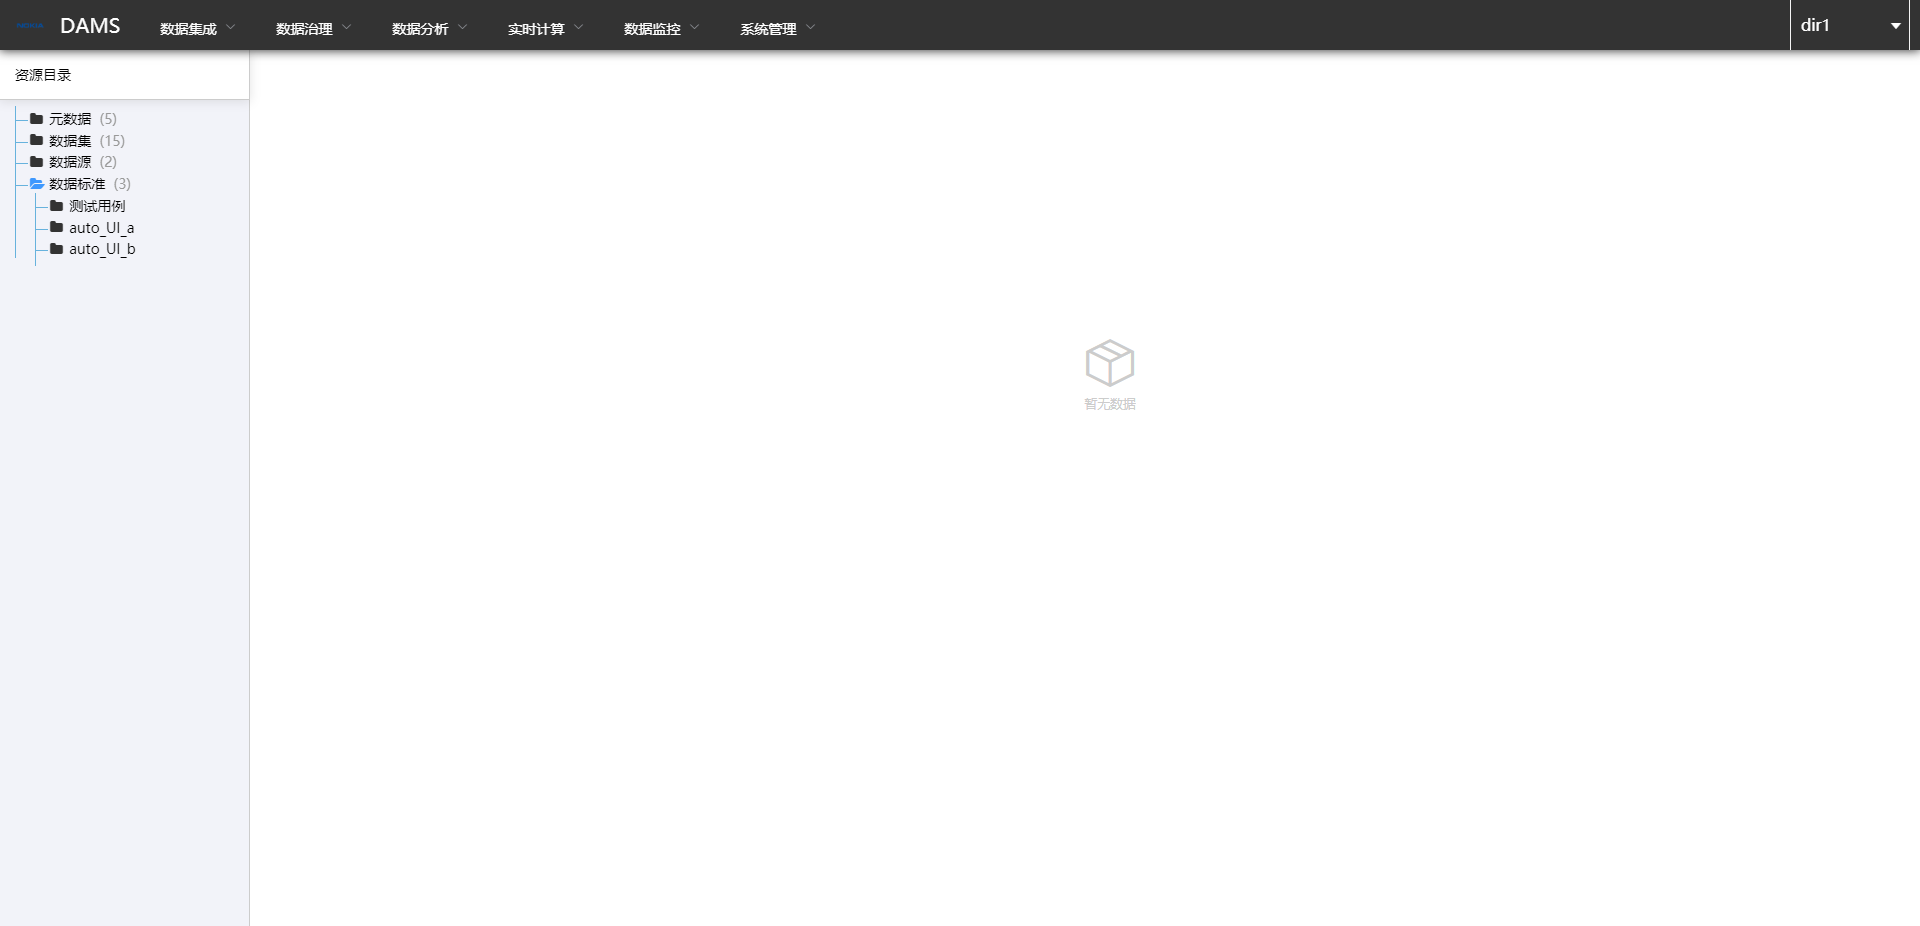 DAMS 数据集成 数据治理 数据分析 实时计算 数据监控 系统管理 dir1
资源目录
元数据 (5)
数据集 (15)
数据源 (2)
数据标准 (3)
测试用例
auto_UI_a
auto_UI_b
暂无数据